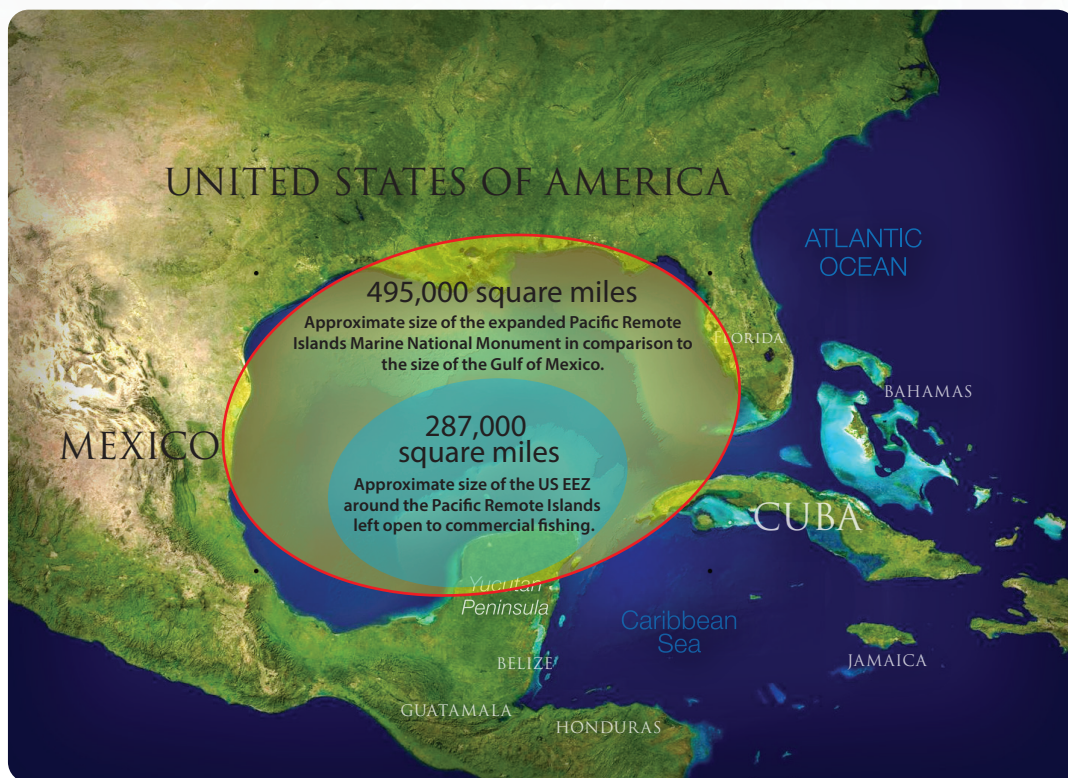 UNITED STATES OF AMERICA
ATLANTIC
OCEAN
495,000 square miles
Approximate size of the expanded Pacific Remote
Islands Marine National Monument in comparison to
the size of the Gulf of Mexico.
FLORIDA
BAHAMAS
MEXICO
287,000
square miles
Approximate size of the US EEZ
around the Pacific Remote Islands
left open to commercial fishing.
CUBA
Yucutan
Peninsula
Caribbean
Sea
BELIZE
JAMAICA
GUATAMALA
HONDURAS